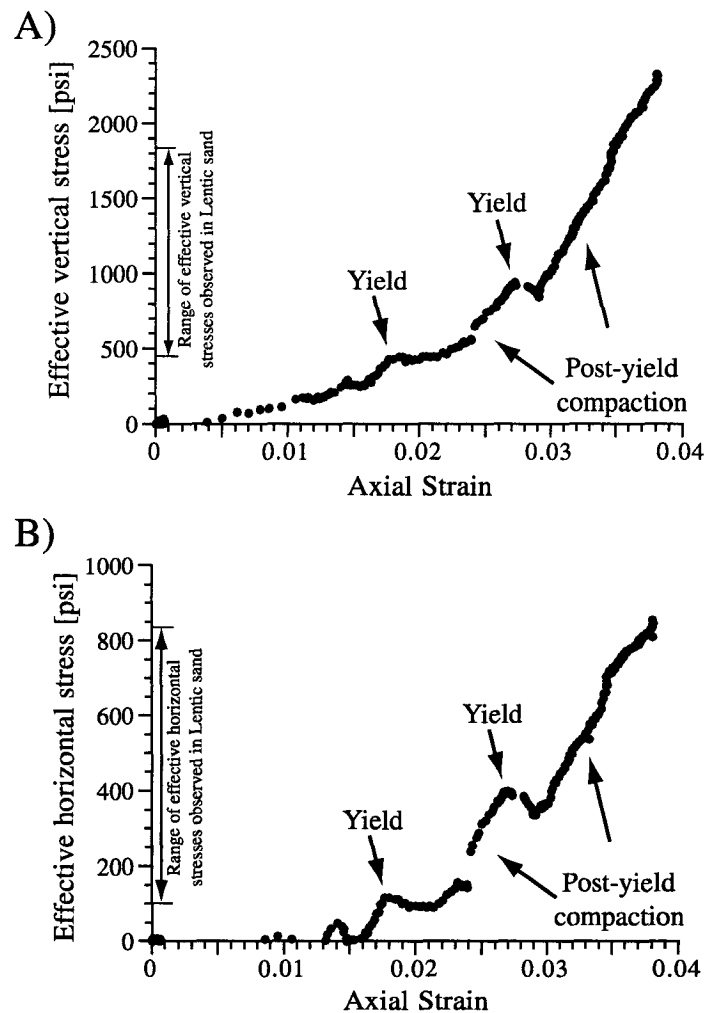 A)
2500
2000
1500
1000
500
0
Effective vertical stress [psi]
Range of effective vertical
stresses observed in Lentic sand
Yield
Yield
Post-yield
compaction
0
0.01
0.02
0.03
0.04
Axial Strain
B)
1000
800
600
400
200
0
Effective horizontal stress [psi]
Range of effective horizontal
stresses observed in Lentic sand
Yield
Yield
Post-yield
compaction
0
0.01
0.02
0.03
0.04
Axial Strain